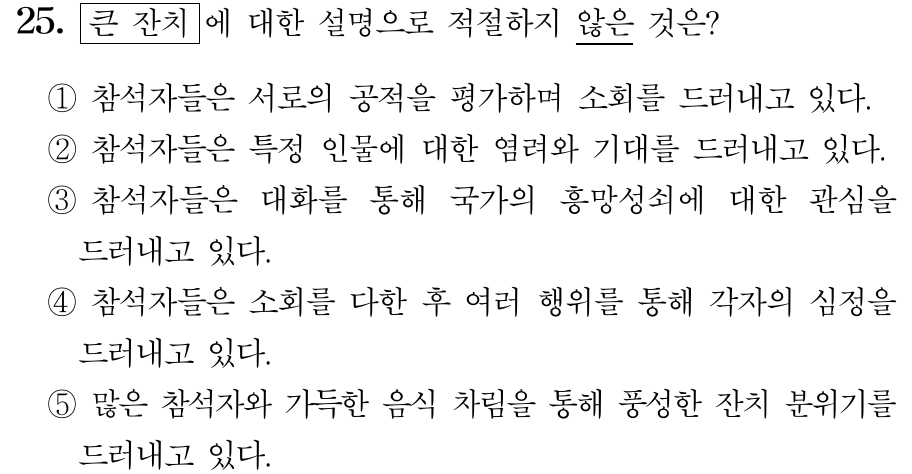 25. 큰 잔치 에 대한 설명으로 적절하지 않은 것은?
① 참석자들은 서로의 공적을 평가하며 소회를 드러내고 있다.
② 참석자들은 특정 인물에 대한 염려와 기대를 드러내고 있다.
③ 참석자들은 대화를 통해 국가의 흥망성쇠에 대한 관심을
드러내고 있다.
④ 참석자들은 소회를 다한 후 여러 행위를 통해 각자의 심정을
드러내고 있다.
⑤ 많은 참석자와 가득한 음식 차림을 통해 풍성한 잔치 분위기를
드러내고 있다.